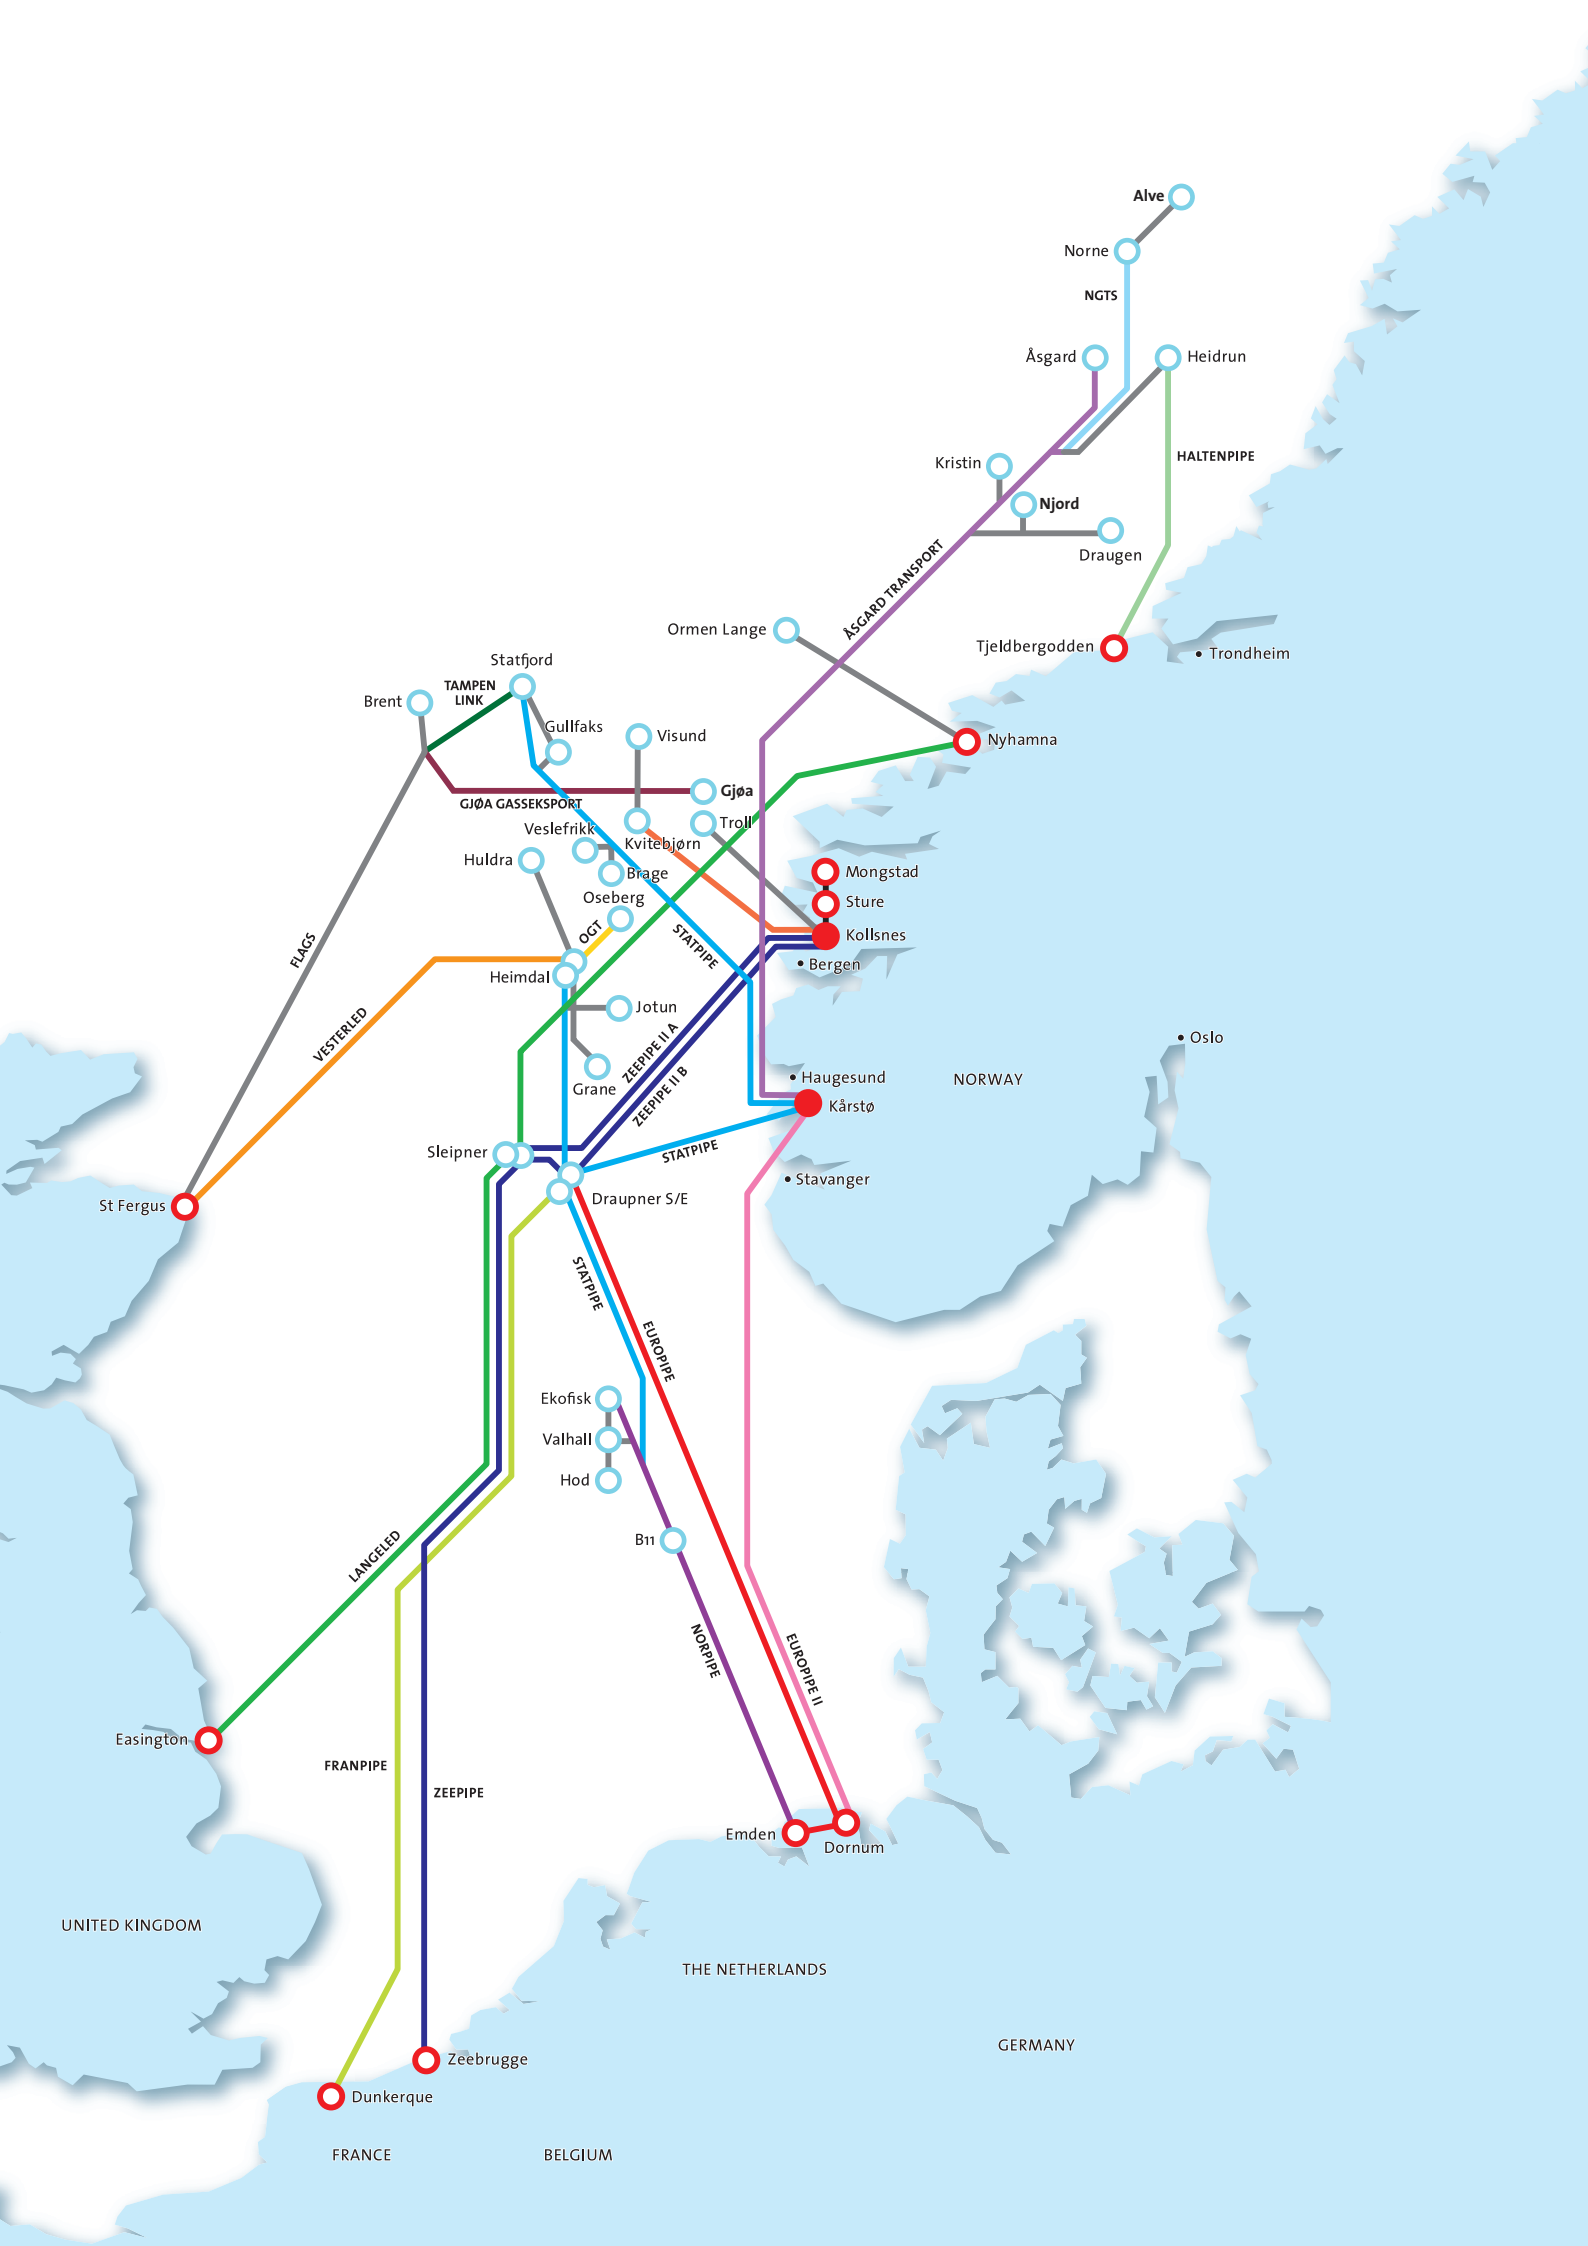 Alve
Norne
NGTS
Åsgard
Heidrun
HALTENPIPE
Kristin
Njord
Draugen
ÅSGARD TRANSPORT
Ormen Lange
Tjeldbergodden
Trondheim
Statfjord
TAMPEN
LINK
Brent
Gullfaks
Visund
Nyhamna
Gjøa
GJØA GASSEKSPORT
Troll
Veslefrikk
Kvitebjørn
Huldra
Brage
Mongstad
Oseberg
Sture
OGT
STATPIPE
Kollsnes
FLAGS
Bergen
Heimdal
Jotun
VESTERLED
ZEEPIPE II A
Oslo
Haugesund
NORWAY
Grane
ZEEPIPE II B
Kårstø
Sleipner
STATPIPE
Stavanger
St Fergus
Draupner S/E
STATPIPE
EUROPIPE
Ekofisk
Valhall
Hod
B11
LANGELED
NORPIPE
EUROPIPE II
Easington
FRANPIPE
ZEEPIPE
Emden
Dornum
UNITED KINGDOM
THE NETHERLANDS
GERMANY
Zeebrugge
Dunkerque
FRANCE
BELGIUM